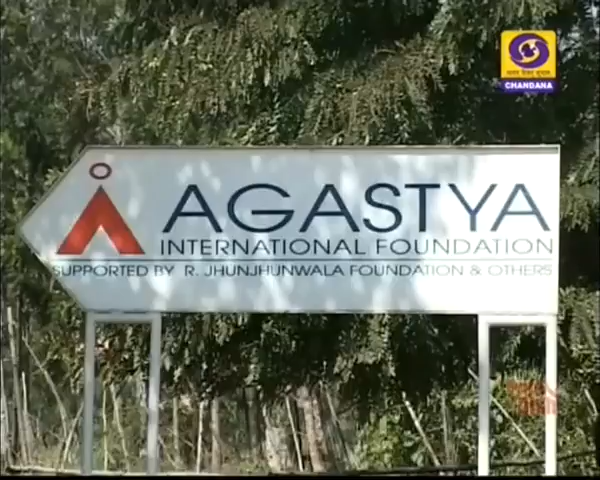 CHANDANA
AGASTYA
INTERNATIONAL FOUNDATION
SUPPORTED BY R. JHUNJHUNWALA FOUNDATION & OTHERS